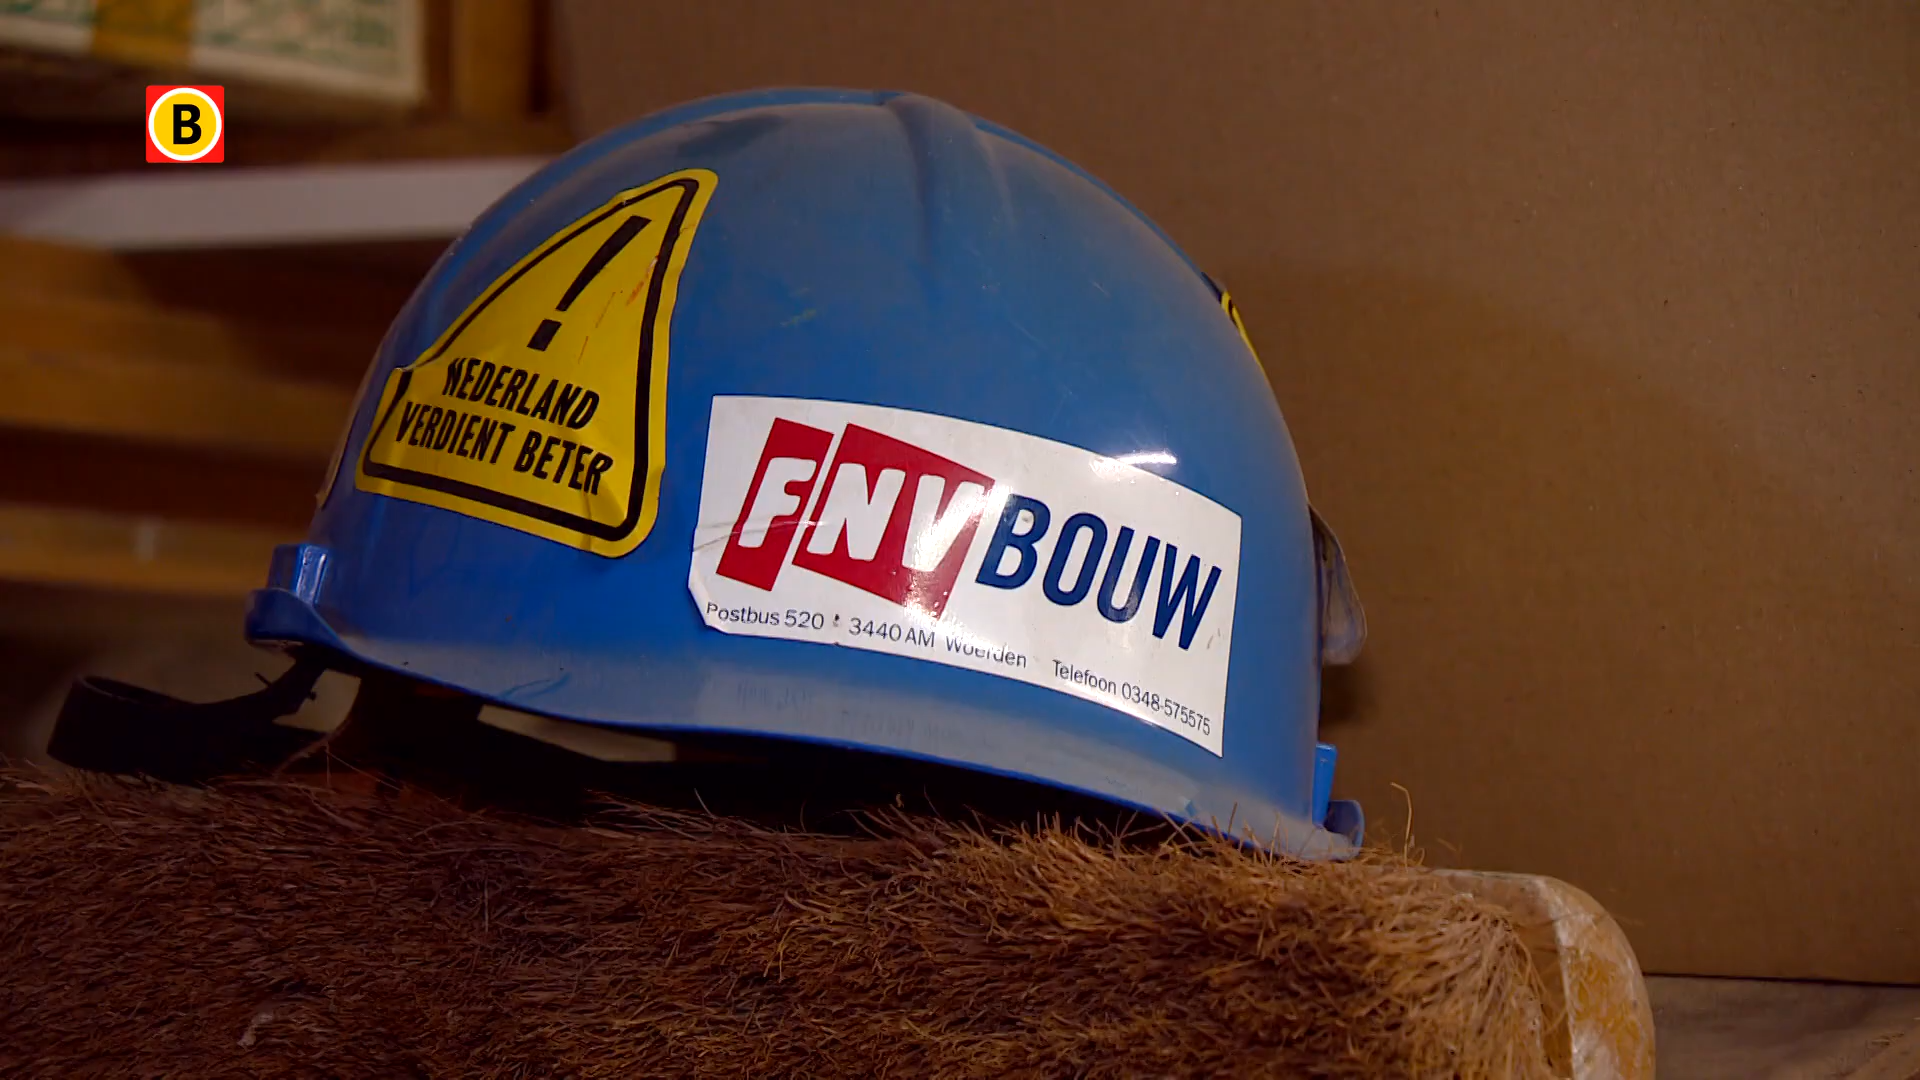 B
!
NEDERLAND
VERDIENT BETER
FNV BOUW
Postbus 520 • 3440 AM Woerden Telefoon 0348-575575